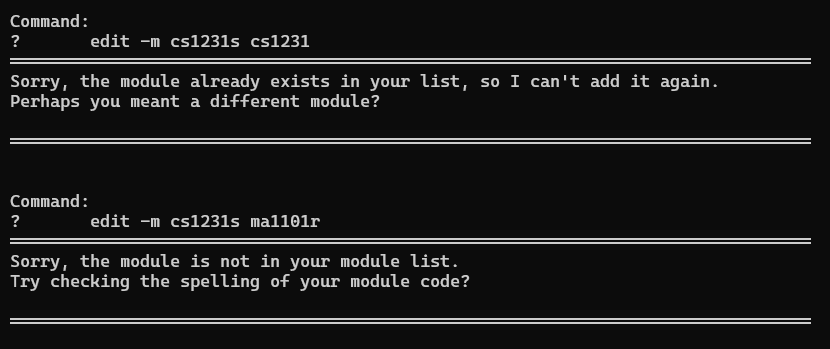 Command:
?       edit -m cs1231s cs1231
Sorry, the module already exists in your list, so I can't add it again.
Perhaps you meant a different module?
Command:
?       edit -m cs1231s ma1101r
Sorry, the module is not in your module list.
Try checking the spelling of your module code?